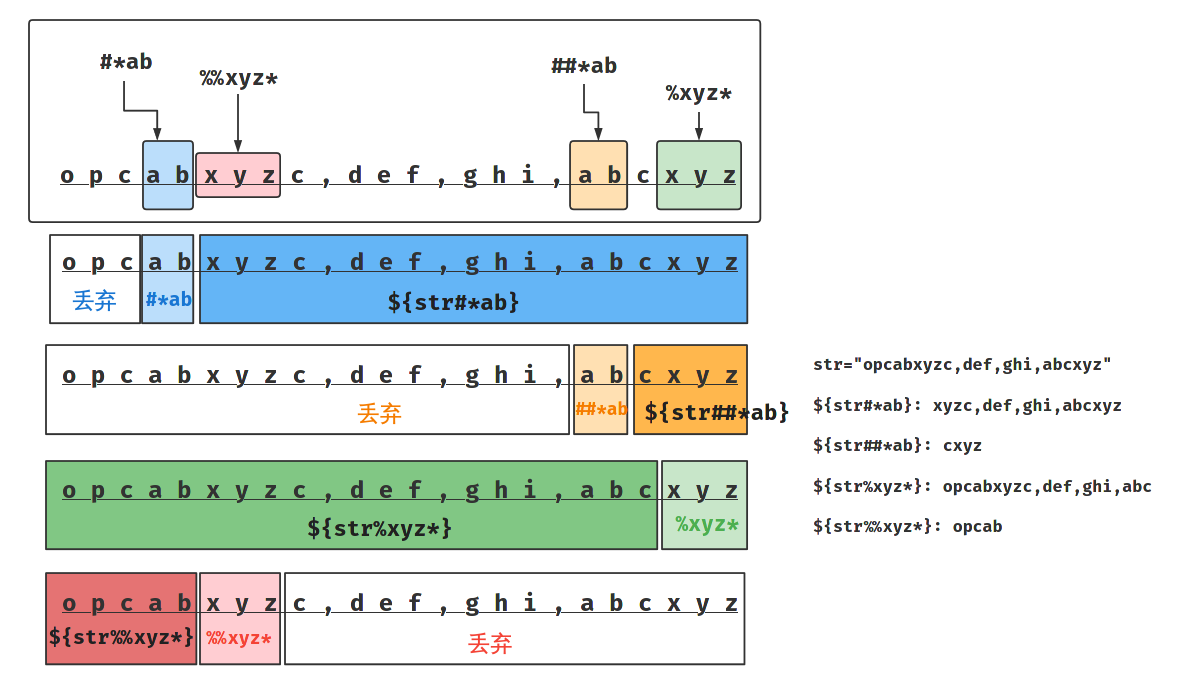 #*ab
%%xyz*
##*ab
%xyz*
o p c a b x y z c , d e f , g h i , a b c x y z
o p c a b x y z c , d e f , g h i , a b c x y z
丢弃 #*ab ${str#*ab}
o p c a b x y z c , d e f , g h i , a b c x y z
丢弃 ##*ab ${str##*ab}
o p c a b x y z c , d e f , g h i , a b c x y z
${str%xyz*} %xyz*
o p c a b x y z c , d e f , g h i , a b c x y z
${str%%xyz*} %%xyz* 丢弃
str="opcabxyzc,def,ghi,abcxyz"
${str#*ab}: xyzc,def,ghi,abcxyz
${str##*ab}: cxyz
${str%xyz*}: opcabxyzc,def,ghi,abc
${str%%xyz*}: opcab